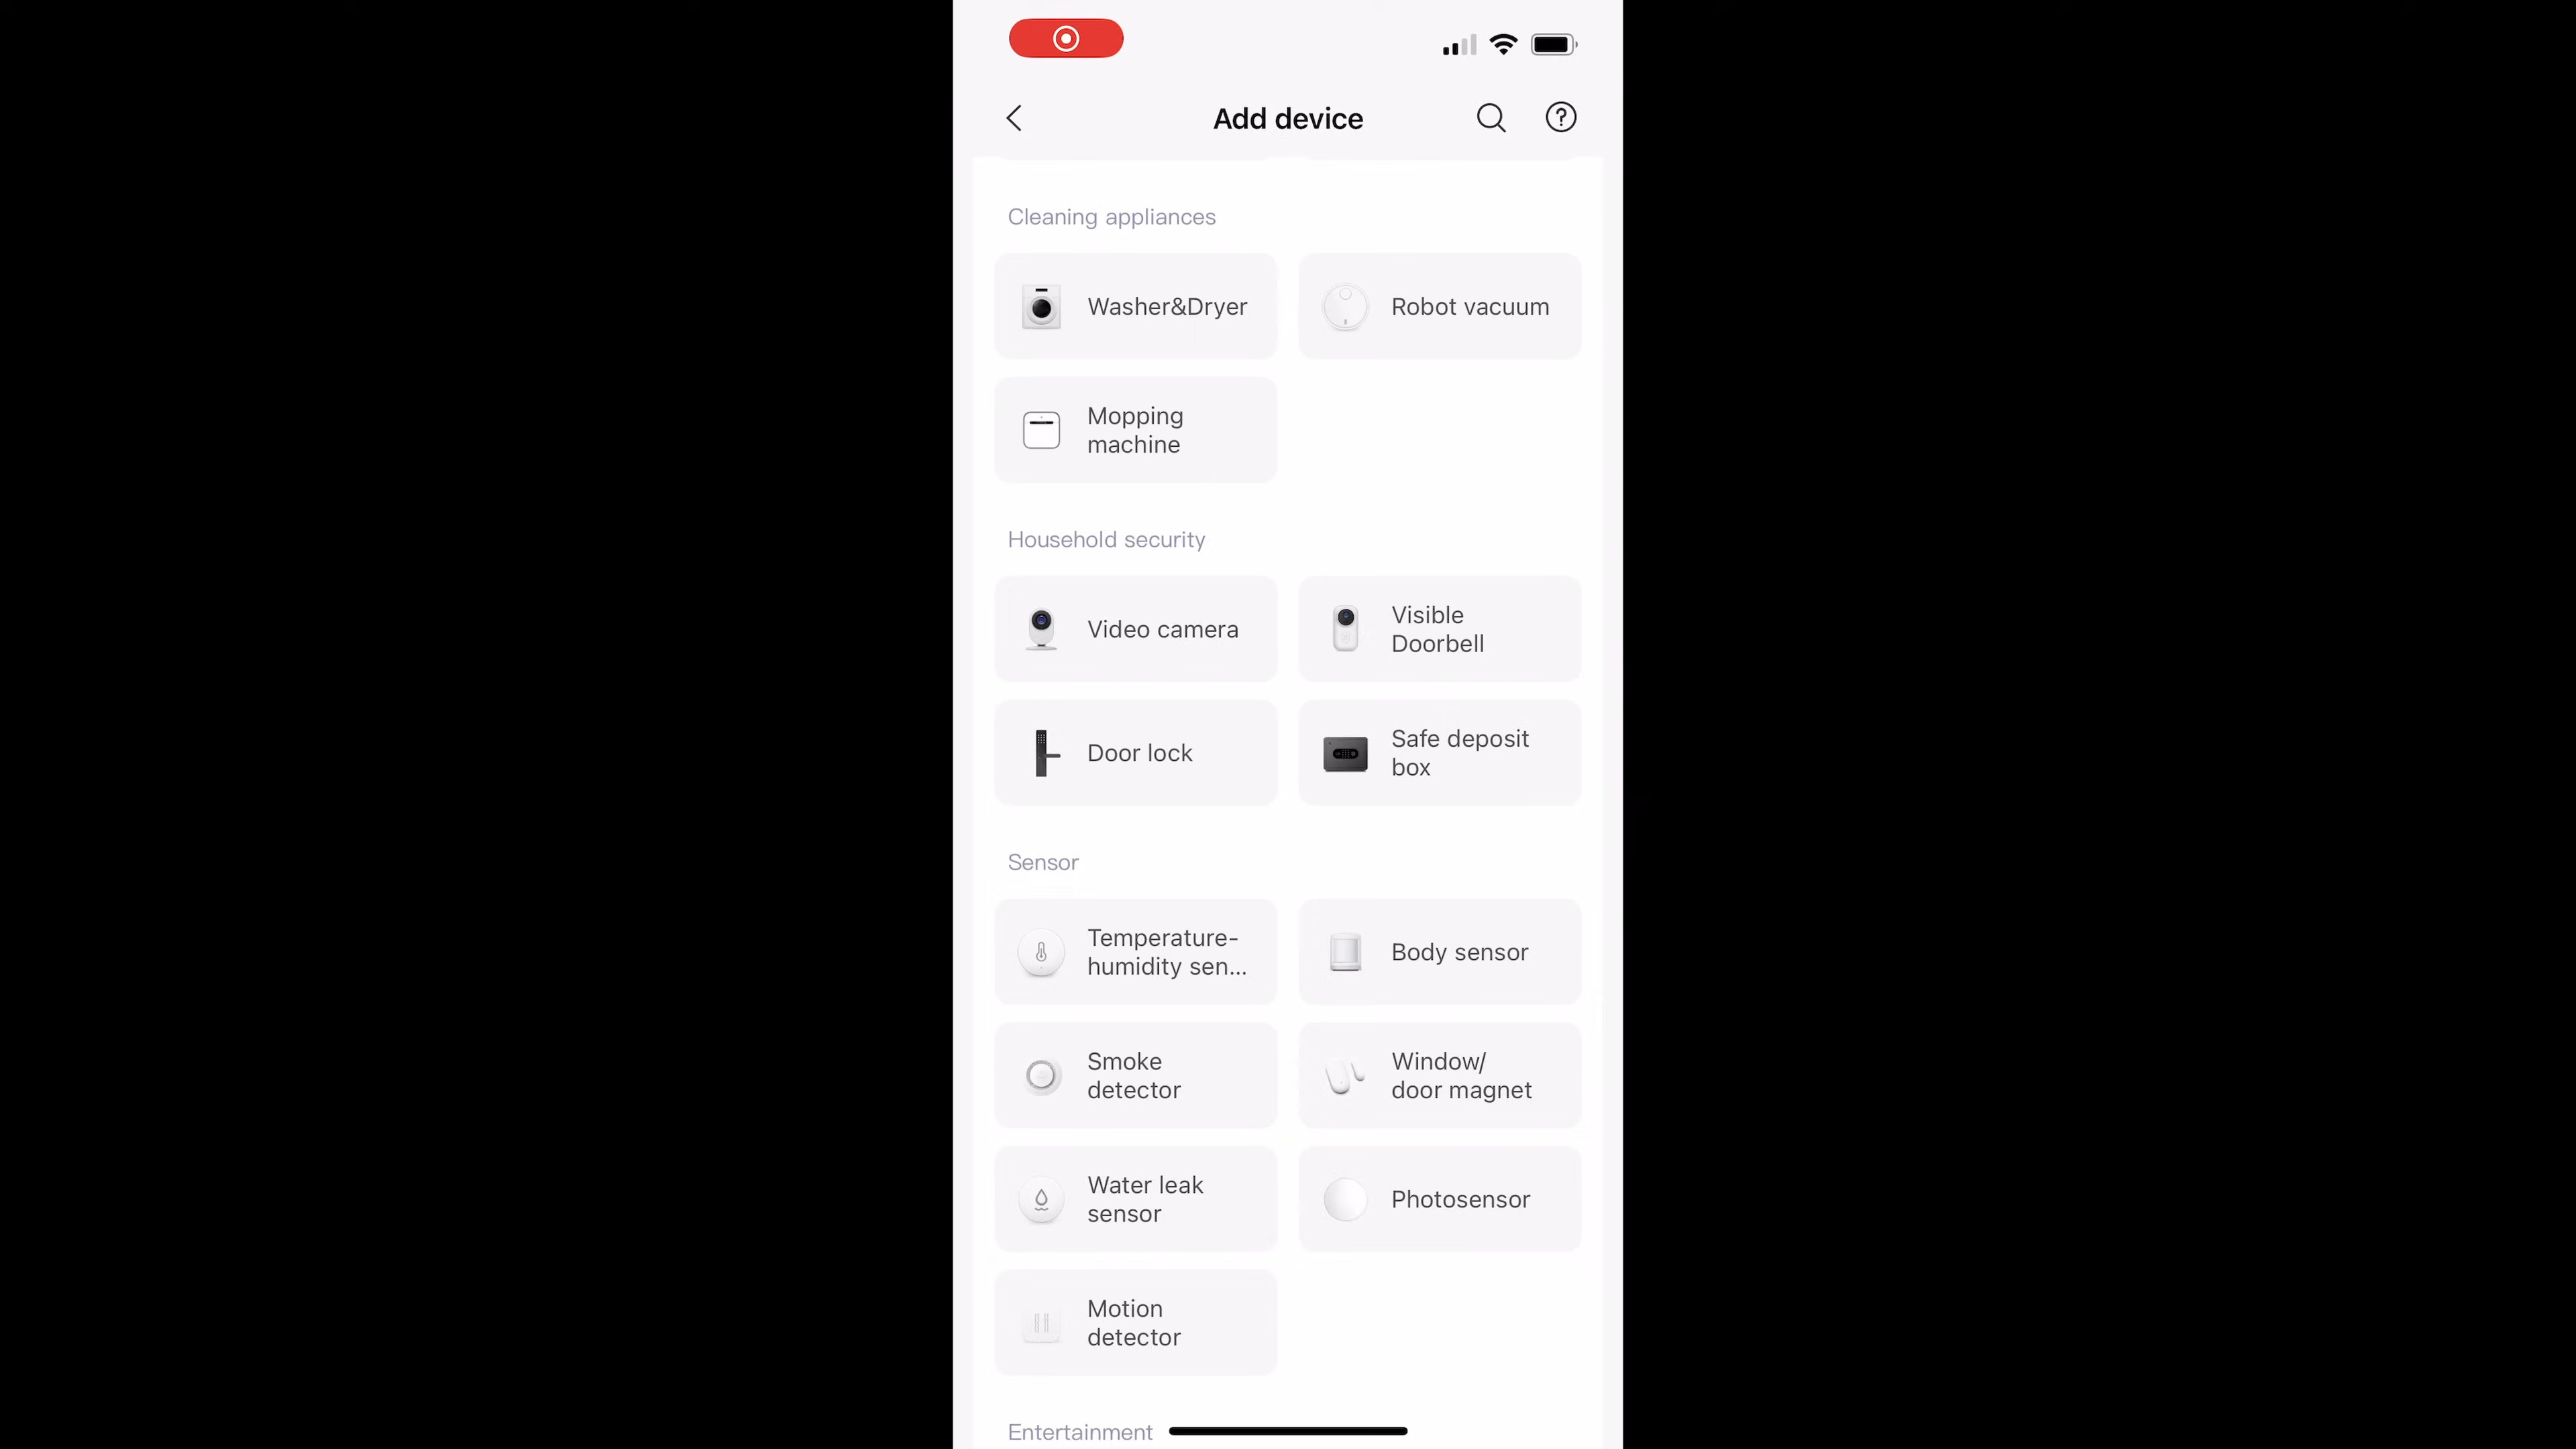 Add device
Cleaning appliances
Washer&Dryer
Robot vacuum
Mopping
machine
Household security
Video camera
Visible
Doorbell
Door lock
Safe deposit
box
Sensor
Temperature-
humidity sen...
Body sensor
Smoke
detector
Window/
door magnet
Water leak
sensor
Photosensor
Motion
detector
Entertainment